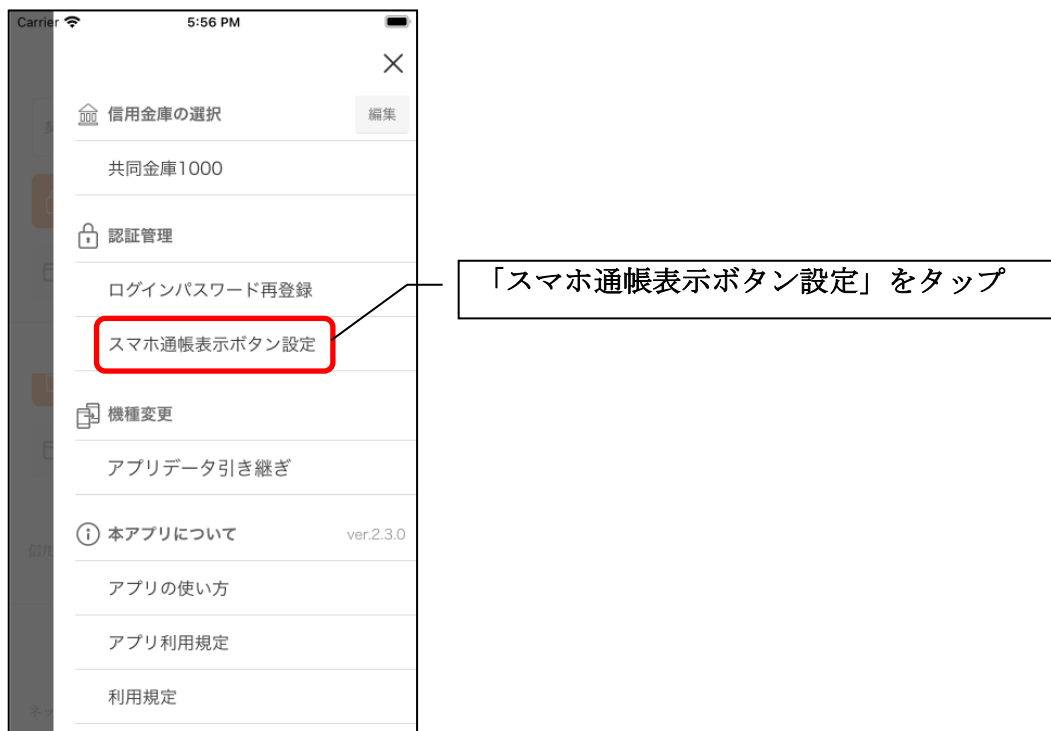 Carrier 5:56 PM
信用金庫の選択 編集
共同金庫1000
認証管理
ログインパスワード再登録
「スマホ通帳表示ボタン設定」をタップ
スマホ通帳表示ボタン設定
機種変更
アプリデータ引き継ぎ
本アプリについて ver.2.3.0
信用
アプリの使い方
アプリ利用規定
利用規定
ネッ